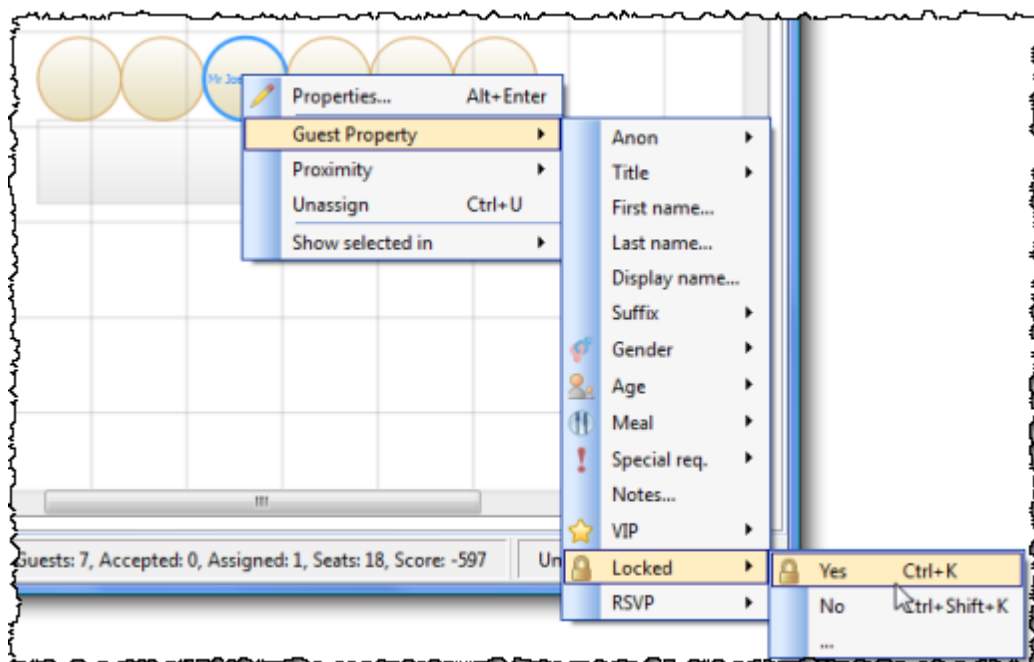 Mr
Properties... Alt+Enter
Guest Property
Proximity
Unassign Ctrl+U
Show selected in
Anon
Title
First name...
Last name...
Display name...
Suffix
Gender
Age
Meal
Special req.
Notes...
VIP
Locked
RSVP
Yes Ctrl+K
No Ctrl+Shift+K
...
Guests: 7, Accepted: 0, Assigned: 1, Seats: 18, Score: -597